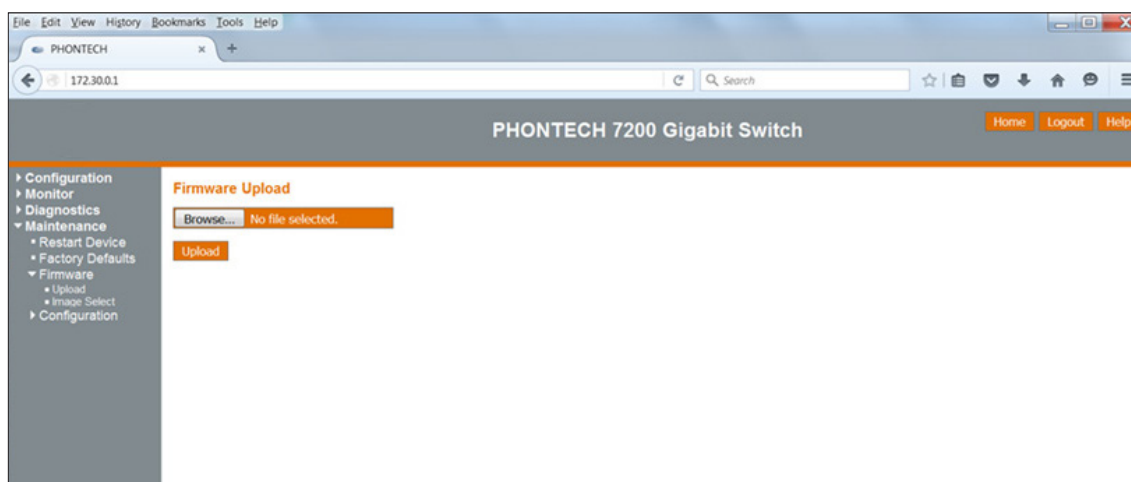 File Edit View History Bookmarks Tools Help
PHONTECH × +
172.30.0.1
Search
PHONTECH 7200 Gigabit Switch
Home Logout Help
Configuration
Monitor
Diagnostics
Maintenance
Restart Device
Factory Defaults
Firmware
Upload
Image Select
Configuration
Firmware Upload
Browse... No file selected.
Upload